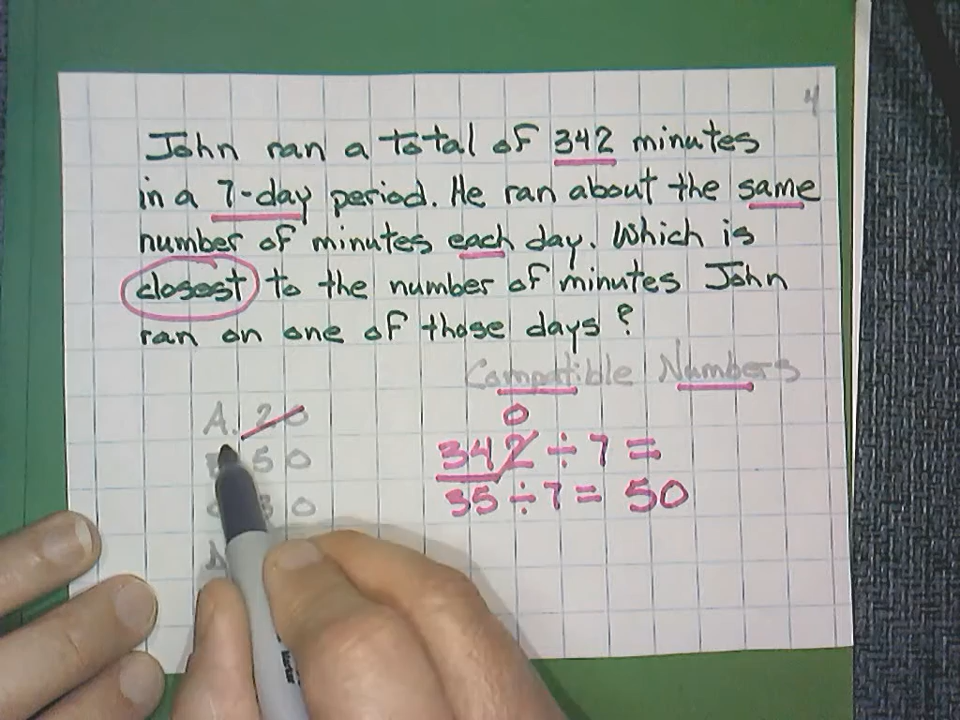 4
John ran a total of 342 minutes
in a 7-day period. He ran about the same
number of minutes each day. Which is
closest to the number of minutes John
ran on one of those days?
Compatible Numbers
A. 20
50
0
0
342 ÷ 7 =
35 ÷ 7 = 50